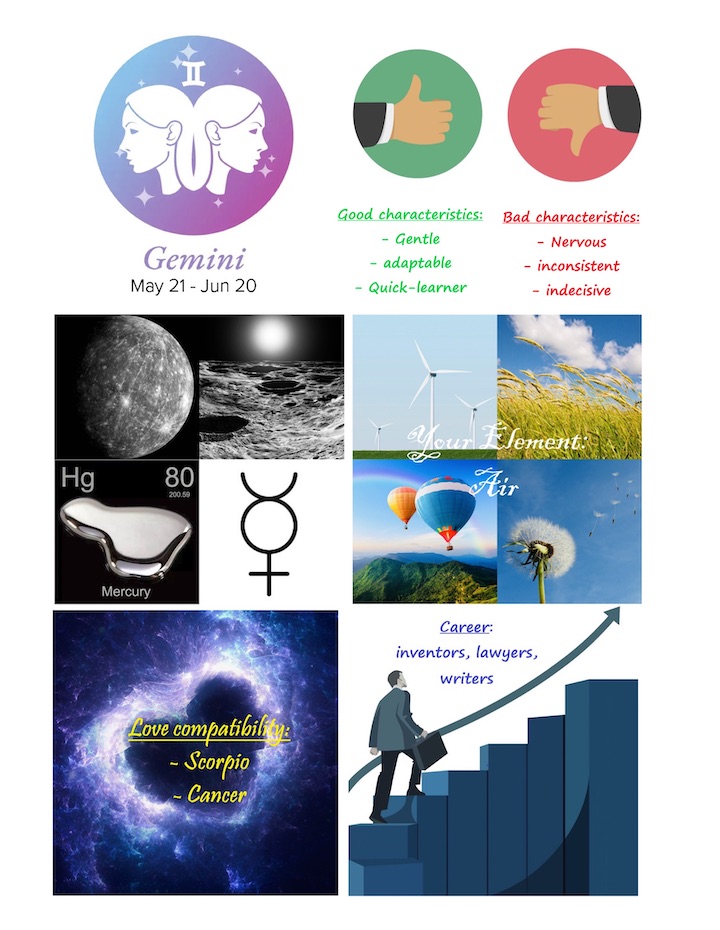 Gemini
May 21 - Jun 20
Good characteristics:
- Gentle
- adaptable
- Quick-learner
Bad characteristics:
- Nervous
- inconsistent
- indecisive
Hg 80
200.59
Mercury
Your Element:
Air
Love compatibility:
- Scorpio
- Cancer
Career:
inventors, lawyers,
writers